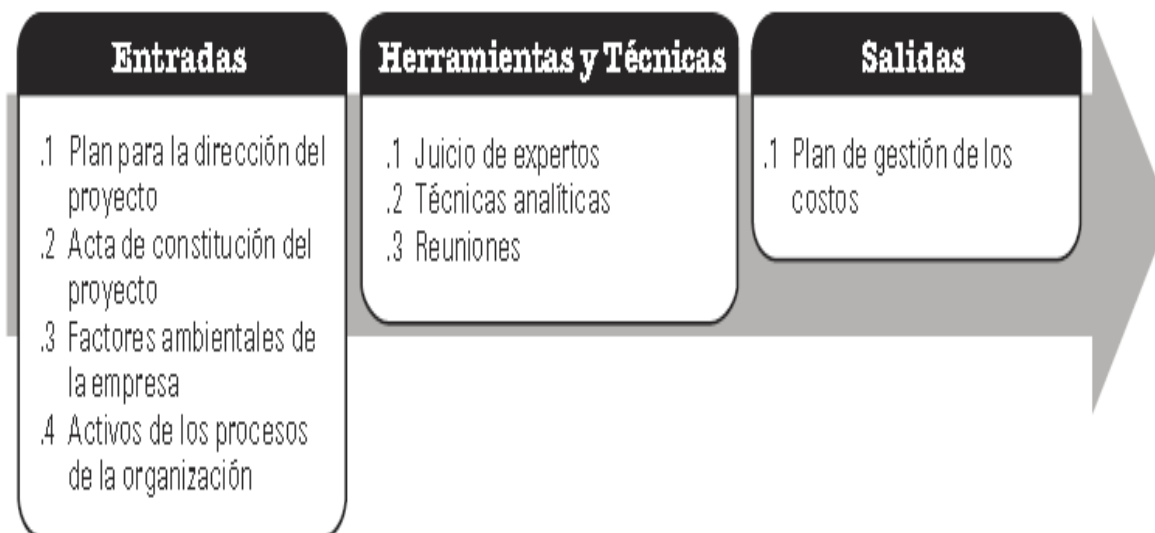 Entradas
.1 Plan para la dirección del
proyecto
.2 Acta de constitución del
proyecto
.3 Factores ambientales de
la empresa
.4 Activos de los procesos
de la organización
Herramientas y Técnicas
.1 Juicio de expertos
.2 Técnicas analíticas
.3 Reuniones
Salidas
.1 Plan de gestión de los
costos